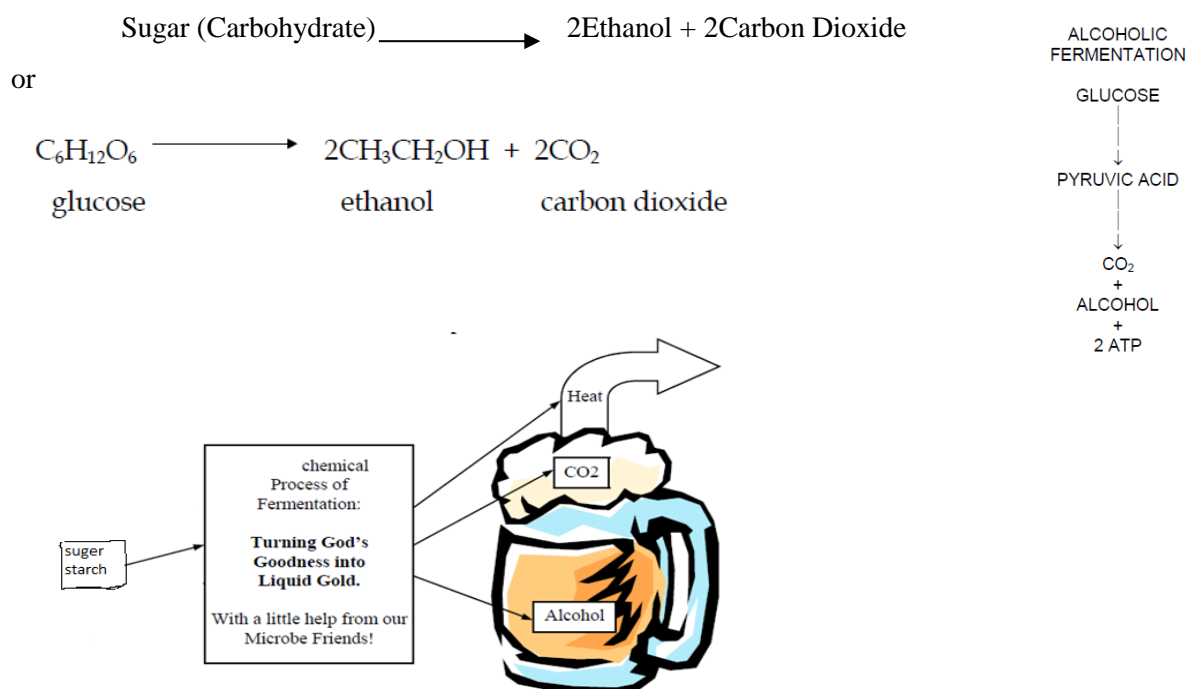 Sugar (Carbohydrate) 2Ethanol + 2Carbon Dioxide
or
C₆H₁₂O₆ 2CH₃CH₂OH + 2CO₂
glucose ethanol carbon dioxide
ALCOHOLIC
FERMENTATION
GLUCOSE
PYRUVIC ACID
CO₂
+
ALCOHOL
+
2 ATP
suger
starch
chemical
Process of
Fermentation:
Turning God's
Goodness into
Liquid Gold.
With a little help from our
Microbe Friends!
Heat
CO2
Alcohol